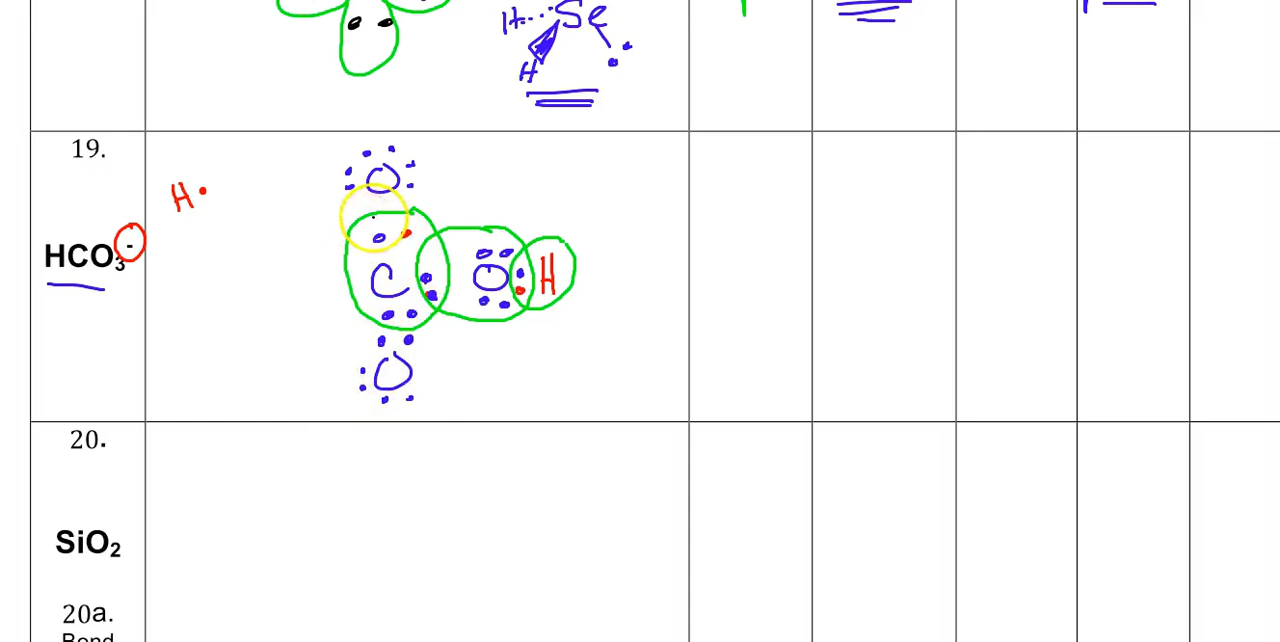 H Se
H
19.
H
O
HCO₃⁻
C O H
O
20.
SiO₂
20a.
Bond